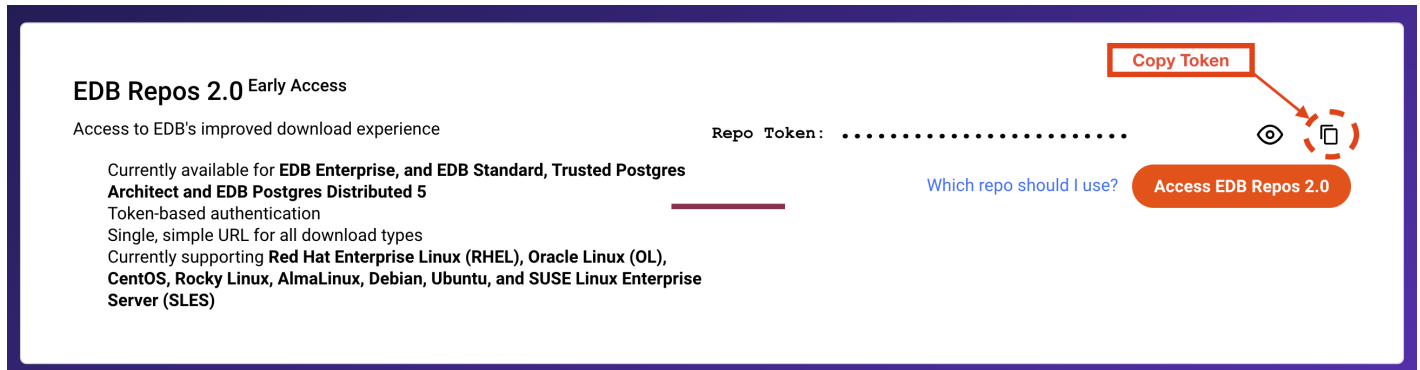 Copy Token
EDB Repos 2.0 Early Access
Access to EDB's improved download experience
Repo Token: ........................
Currently available for EDB Enterprise, and EDB Standard, Trusted Postgres
Architect and EDB Postgres Distributed 5
Which repo should I use?
Access EDB Repos 2.0
Token-based authentication
Single, simple URL for all download types
Currently supporting Red Hat Enterprise Linux (RHEL), Oracle Linux (OL),
CentOS, Rocky Linux, AlmaLinux, Debian, Ubuntu, and SUSE Linux Enterprise
Server (SLES)